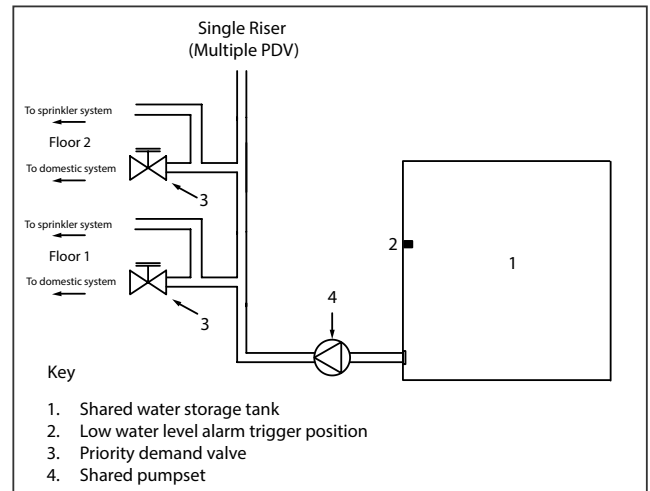 Single Riser
(Multiple PDV)
To sprinkler system
Floor 2
To domestic system
3
To sprinkler system
Floor 1
To domestic system
3
2
1
4
Key
1. Shared water storage tank
2. Low water level alarm trigger position
3. Priority demand valve
4. Shared pumpset